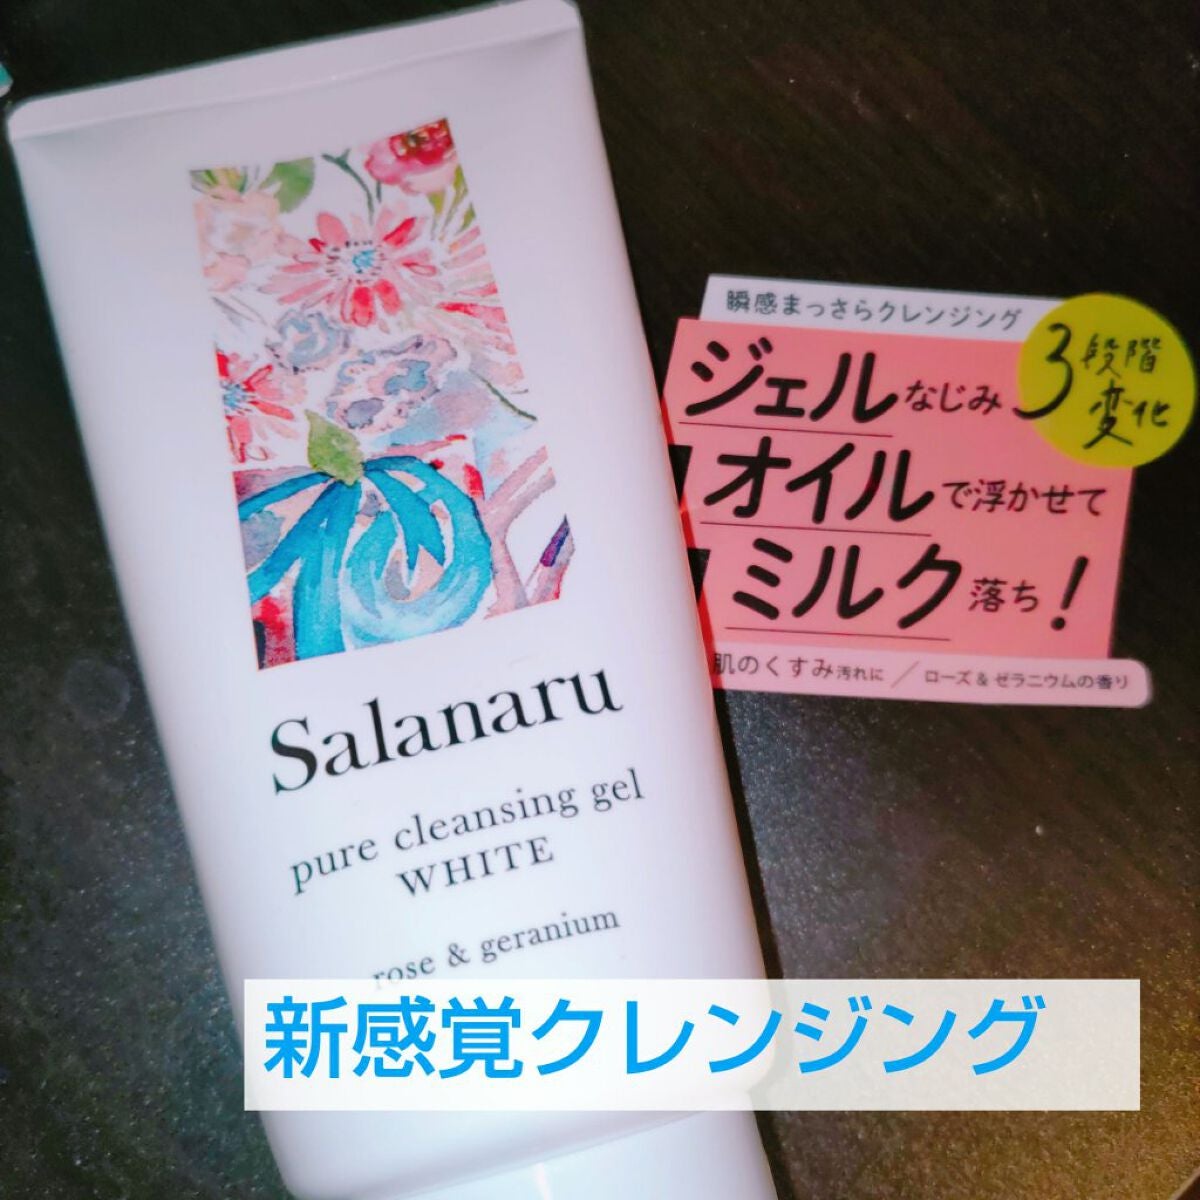 Salanaru
pure cleansing gel
WHITE
rose & geranium
瞬感まっさらクレンジング
3段階
変化
ジェルなじみ
オイルで浮かせて
ミルク落ち!
肌のくすみ汚れに／ローズ&ゼラニウムの香り
新感覚クレンジング